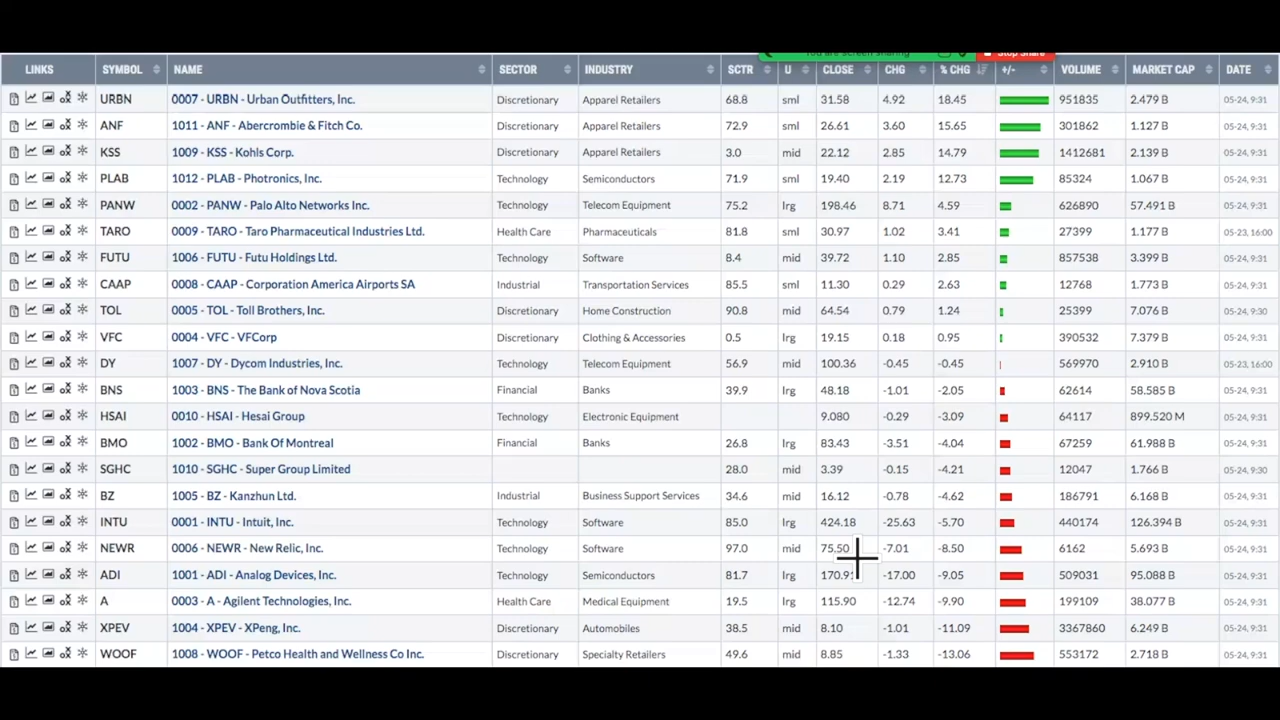 You are screen sharing Stop Share
LINKS SYMBOL NAME SECTOR INDUSTRY SCTR U CLOSE CHG % CHG +/- VOLUME MARKET CAP DATE
URBN 0007 - URBN - Urban Outfitters, Inc. Discretionary Apparel Retailers 68.8 sml 31.58 4.92 18.45 951835 2.479 B 05-24, 9:31
ANF 1011 - ANF - Abercrombie & Fitch Co. Discretionary Apparel Retailers 72.9 sml 26.61 3.60 15.65 301862 1.127 B 05-24, 9:31
KSS 1009 - KSS - Kohls Corp. Discretionary Apparel Retailers 3.0 mid 22.12 2.85 14.79 1412681 2.139 B 05-24, 9:31
PLAB 1012 - PLAB - Photronics, Inc. Technology Semiconductors 71.9 sml 19.40 2.19 12.73 85324 1.067 B 05-24, 9:31
PANW 0002 - PANW - Palo Alto Networks Inc. Technology Telecom Equipment 75.2 lrg 198.46 8.71 4.59 626890 57.491 B 05-24, 9:31
TARO 0009 - TARO - Taro Pharmaceutical Industries Ltd. Health Care Pharmaceuticals 81.8 sml 30.97 1.02 3.41 27399 1.177 B 05-23, 16:00
FUTU 1006 - FUTU - Futu Holdings Ltd. Technology Software 8.4 mid 39.72 1.10 2.85 857538 3.399 B 05-24, 9:31
CAAP 0008 - CAAP - Corporation America Airports SA Industrial Transportation Services 85.5 sml 11.30 0.29 2.63 12768 1.773 B 05-24, 9:31
TOL 0005 - TOL - Toll Brothers, Inc. Discretionary Home Construction 90.8 mid 64.54 0.79 1.24 25399 7.076 B 05-24, 9:30
VFC 0004 - VFC - VFCorp Discretionary Clothing & Accessories 0.5 lrg 19.15 0.18 0.95 390532 7.379 B 05-24, 9:31
DY 1007 - DY - Dycom Industries, Inc. Technology Telecom Equipment 56.9 mid 100.36 -0.45 -0.45 569970 2.910 B 05-23, 16:00
BNS 1003 - BNS - The Bank of Nova Scotia Financial Banks 39.9 lrg 48.18 -1.01 -2.05 62614 58.585 B 05-24, 9:31
HSAI 0010 - HSAI - Hesai Group Technology Electronic Equipment 9.080 -0.29 -3.09 64117 899.520 M 05-24, 9:31
BMO 1002 - BMO - Bank Of Montreal Financial Banks 26.8 lrg 83.43 -3.51 -4.04 67259 61.988 B 05-24, 9:31
SGHC 1010 - SGHC - Super Group Limited 28.0 mid 3.39 -0.15 -4.21 12047 1.766 B 05-24, 9:30
BZ 1005 - BZ - Kanzhun Ltd. Industrial Business Support Services 34.6 mid 16.12 -0.78 -4.62 186791 6.168 B 05-24, 9:31
INTU 0001 - INTU - Intuit, Inc. Technology Software 85.0 lrg 424.18 -25.63 -5.70 440174 126.394 B 05-24, 9:31
NEWR 0006 - NEWR - New Relic, Inc. Technology Software 97.0 mid 75.50 -7.01 -8.50 6162 5.693 B 05-24, 9:31
ADI 1001 - ADI - Analog Devices, Inc. Technology Semiconductors 81.7 lrg 170.91 -17.00 -9.05 509031 95.088 B 05-24, 9:31
A 0003 - A - Agilent Technologies, Inc. Health Care Medical Equipment 19.5 lrg 115.90 -12.74 -9.90 199109 38.077 B 05-24, 9:31
XPEV 1004 - XPEV - XPeng, Inc. Discretionary Automobiles 38.5 mid 8.10 -1.01 -11.09 3367860 6.249 B 05-24, 9:31
WOOF 1008 - WOOF - Petco Health and Wellness Co Inc. Discretionary Specialty Retailers 49.6 mid 8.85 -1.33 -13.06 553172 2.718 B 05-24, 9:31